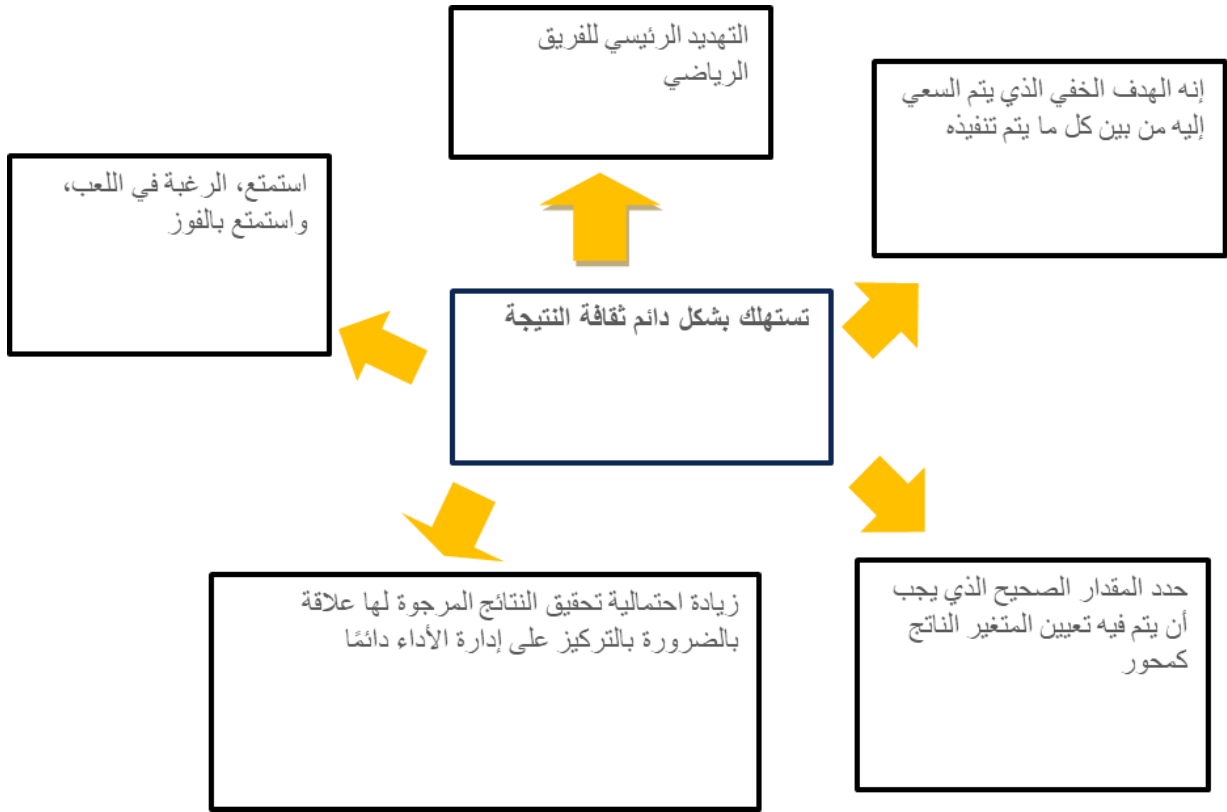 التهديد الرئيسي للفريق
الرياضي
إنه الهدف الخفي الذي يتم السعي
إليه من بين كل ما يتم تنفيذه
استمتع، الرغبة في اللعب،
واستمتع بالفوز
تستهلك بشكل دائم ثقافة النتيجة
حدد المقدار الصحيح الذي يجب
أن يتم فيه تعيين المتغير الناتج
كمحور
زيادة احتمالية تحقيق النتائج المرجوة لها علاقة
بالضرورة بالتركيز على إدارة الأداء دائمًا